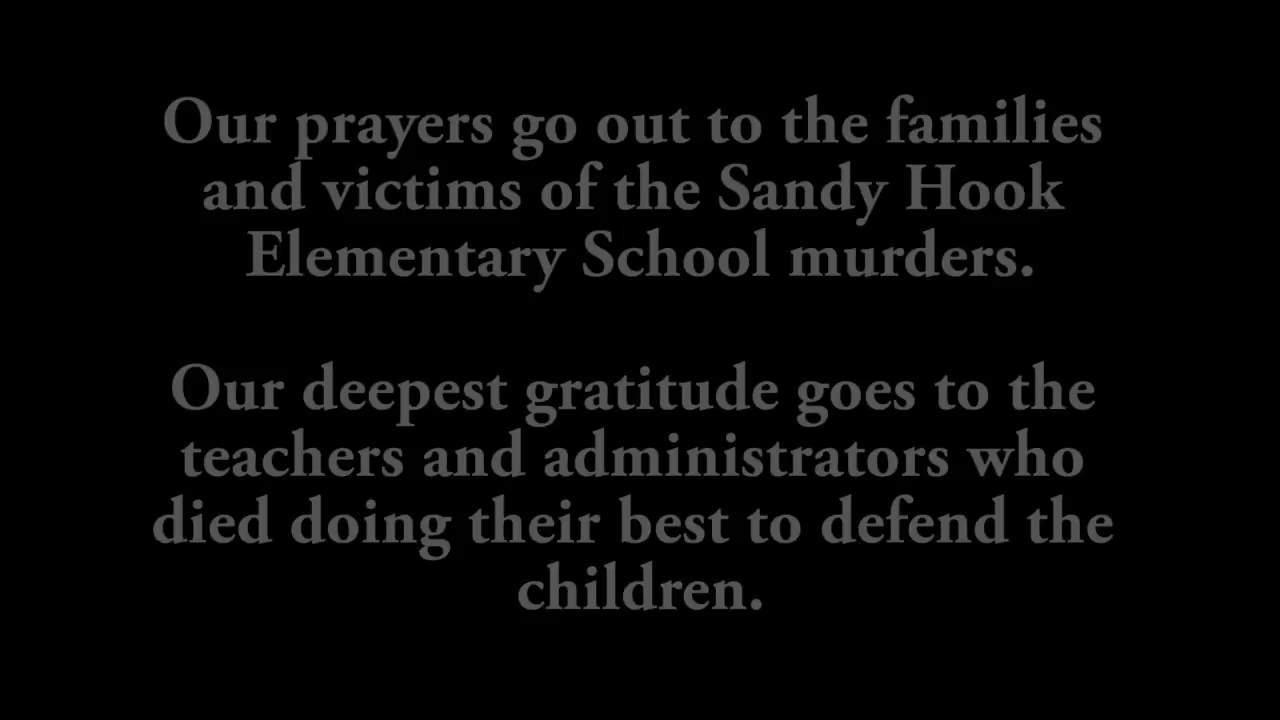 Our prayers go out to the families
and victims of the Sandy Hook
Elementary School murders.
Our deepest gratitude goes to the
teachers and administrators who
died doing their best to defend the
children.